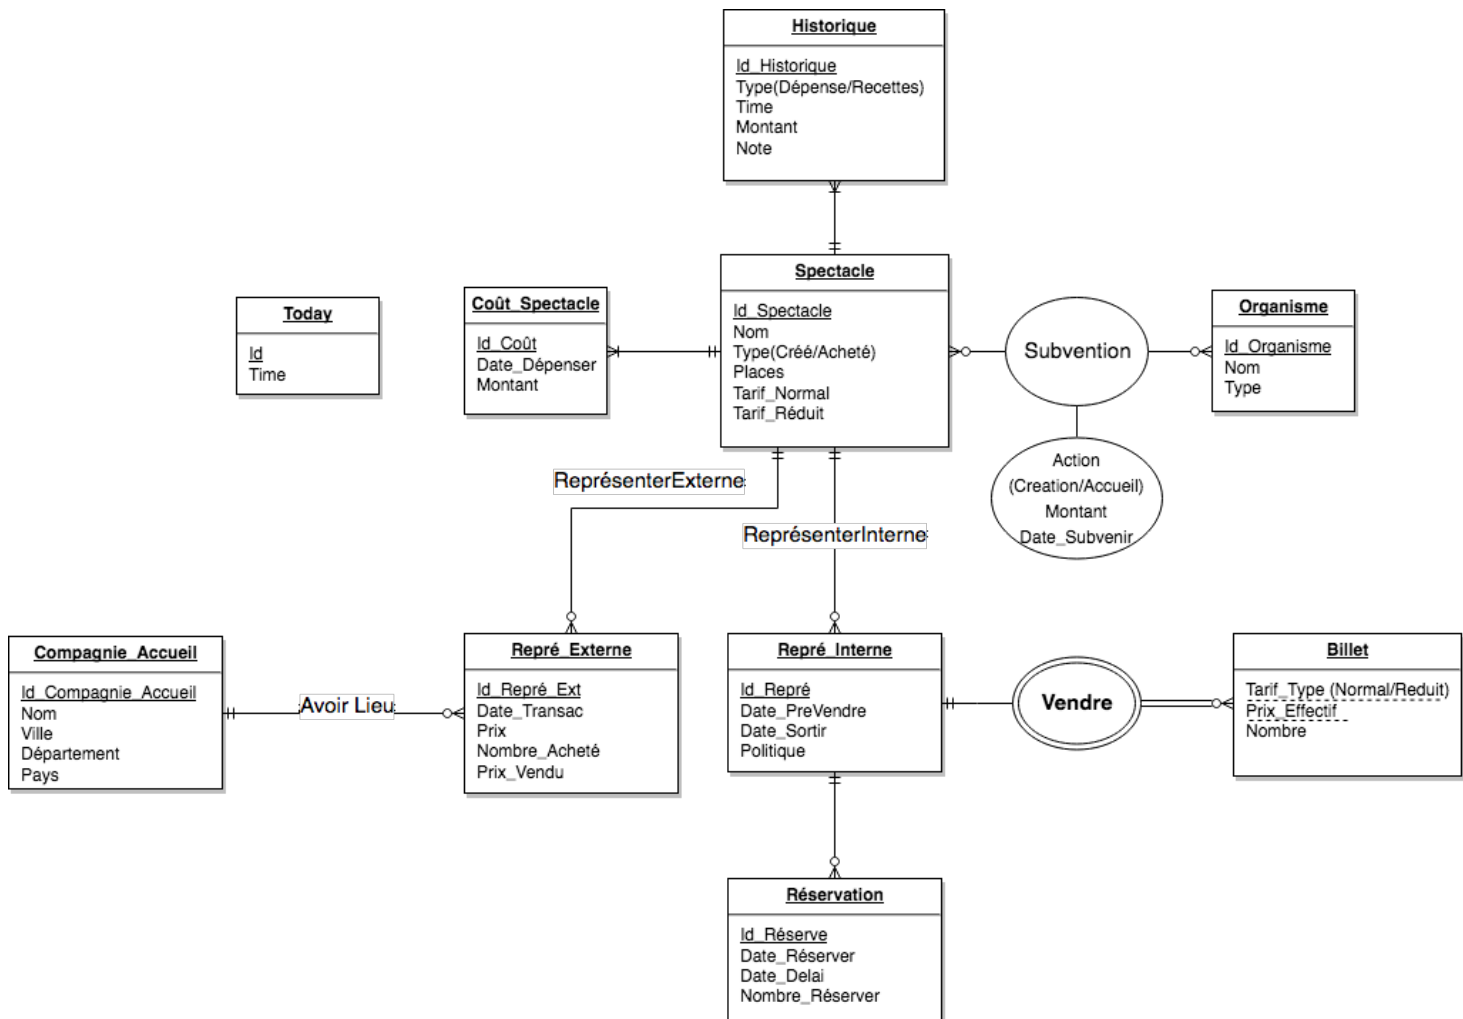 Historique
Id_Historique
Type(Dépense/Recettes)
Time
Montant
Note
Today
Id
Time
Coût_Spectacle
Id_Coût
Date_Dépenser
Montant
Spectacle
Id_Spectacle
Nom
Type(Créé/Acheté)
Places
Tarif_Normal
Tarif_Réduit
Subvention
Organisme
Id_Organisme
Nom
Type
Action
(Creation/Accueil)
Montant
Date_Subvenir
ReprésenterExterne
ReprésenterInterne
Compagnie_Accueil
Id_Compagnie_Accueil
Nom
Ville
Département
Pays
Avoir Lieu
Repré_Externe
Id_Repré_Ext
Date_Transac
Prix
Nombre_Acheté
Prix_Vendu
Repré_Interne
Id_Repré
Date_PreVendre
Date_Sortir
Politique
Vendre
Billet
Tarif_Type (Normal/Reduit)
Prix_Effectif
Nombre
Réservation
Id_Réserve
Date_Réserver
Date_Delai
Nombre_Réserver